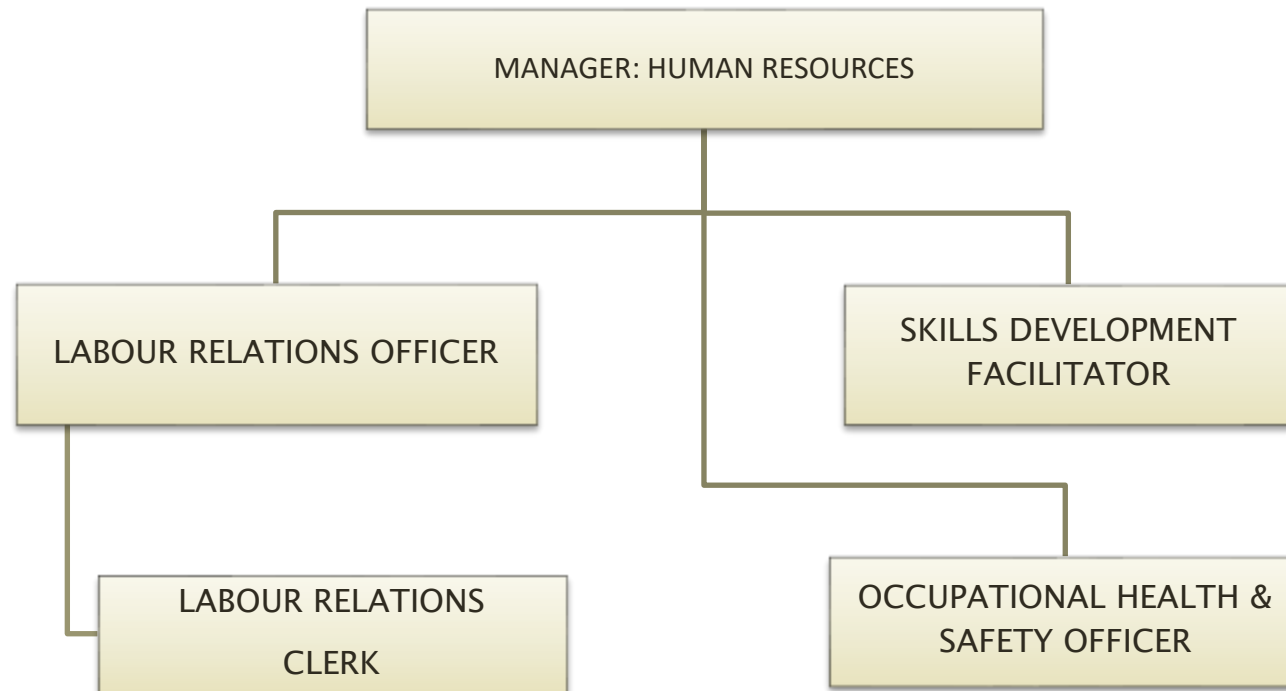 MANAGER: HUMAN RESOURCES
LABOUR RELATIONS OFFICER
SKILLS DEVELOPMENT
FACILITATOR
LABOUR RELATIONS
CLERK
OCCUPATIONAL HEALTH &
SAFETY OFFICER